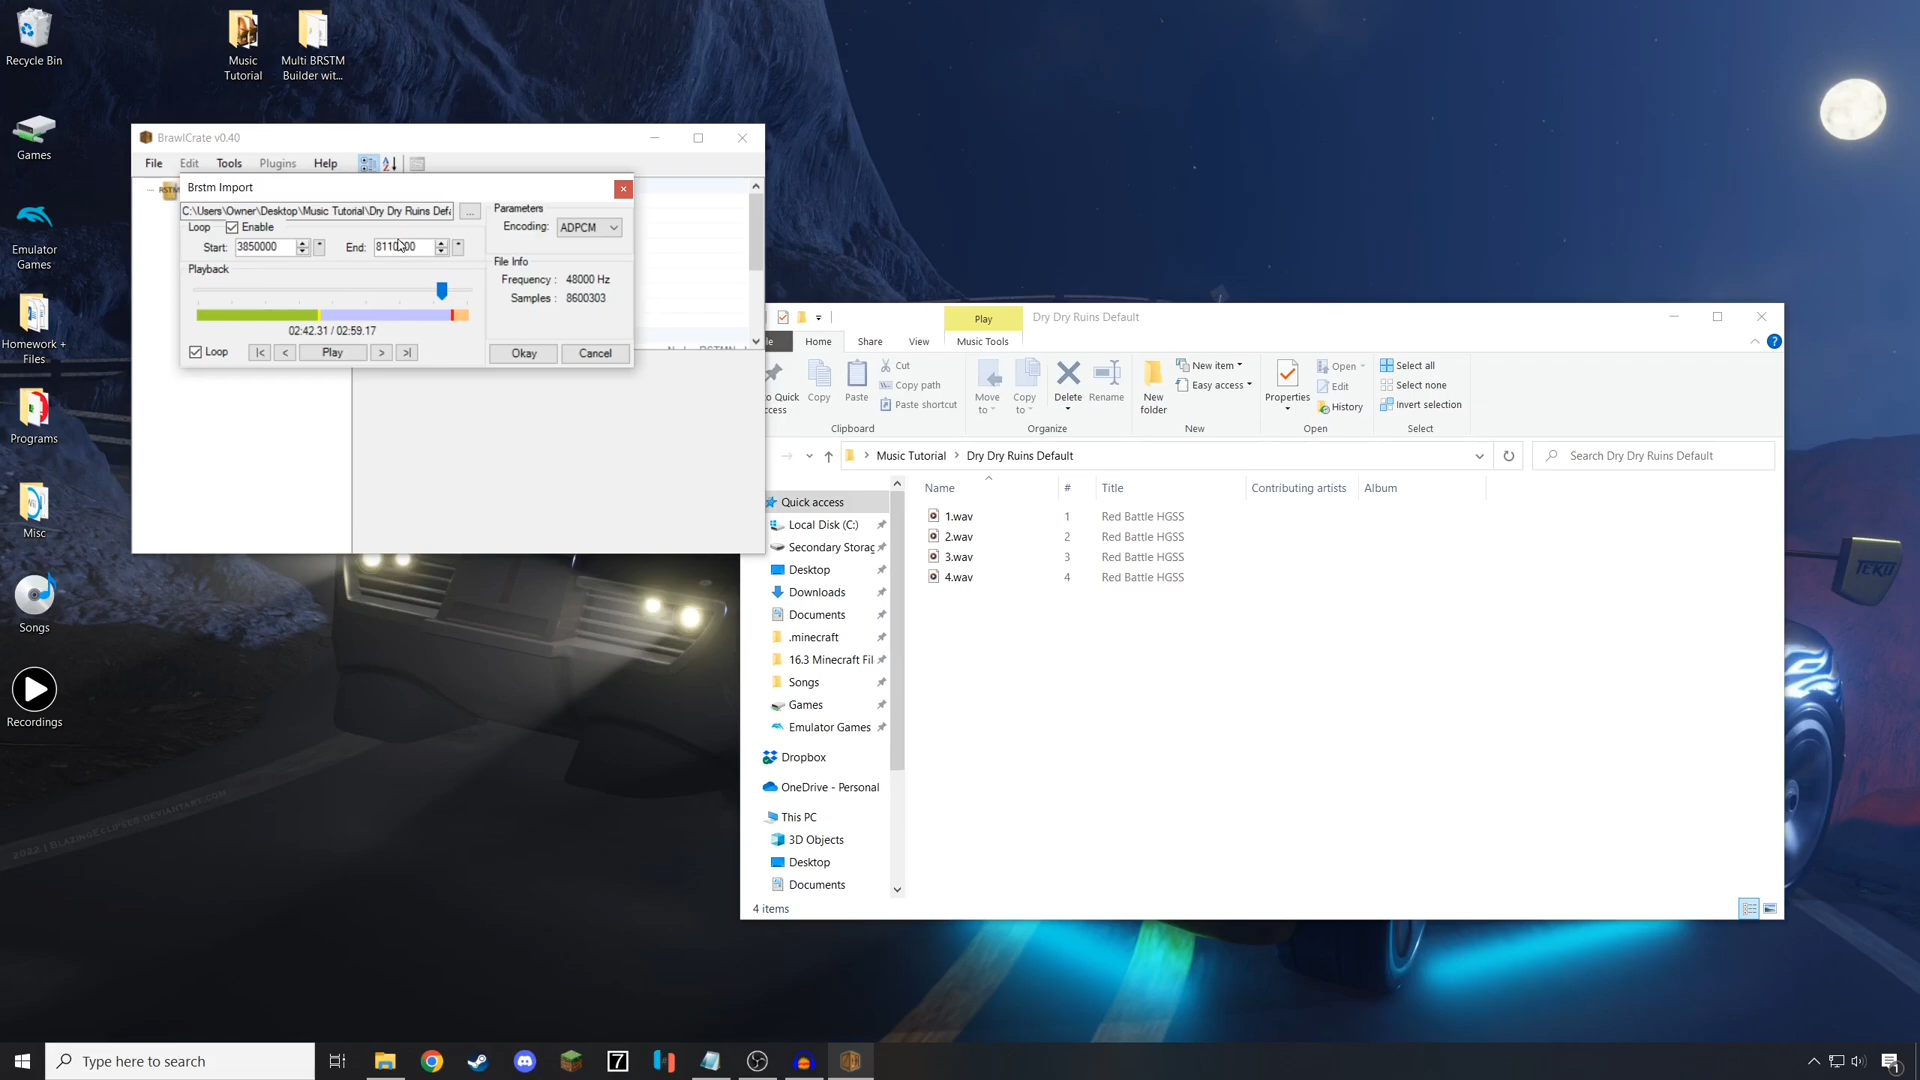 Recycle Bin
Music Tutorial
Multi BRSTM Builder wit...
Games
Emulator Games
Homework + Files
Programs
Misc
Songs
Recordings
BrawlCrate v0.40
File Edit Tools Plugins Help
RSTM
Brstm Import
C:\Users\Owner\Desktop\Music Tutorial\Dry Dry Ruins Def
...
Loop Enable
Start: 3850000 *
End: *
Playback
02:42.31 / 02:59.17
Loop |< < Play > >|
Parameters
Encoding: ADPCM
File Info
Frequency : 48000 Hz
Samples : 8600303
Okay Cancel
Play Dry Dry Ruins Default
Home Share View Music Tools
Copy
Paste
Cut
Copy path
Paste shortcut
Clipboard
Move to
Copy to
Delete
Rename
Organize
New folder
New item
Easy access
New
Properties
Open
Edit
History
Open
Select all
Select none
Invert selection
Select
Music Tutorial > Dry Dry Ruins Default
Search Dry Dry Ruins Default
Name # Title Contributing artists Album
1.wav 1 Red Battle HGSS
2.wav 2 Red Battle HGSS
3.wav 3 Red Battle HGSS
4.wav 4 Red Battle HGSS
Quick access
Local Disk (C:)
Secondary Storag
Desktop
Downloads
Documents
.minecraft
16.3 Minecraft Fil
Songs
Games
Emulator Games
Dropbox
OneDrive - Personal
This PC
3D Objects
Desktop
Documents
4 items
TEKU
Type here to search
7
1